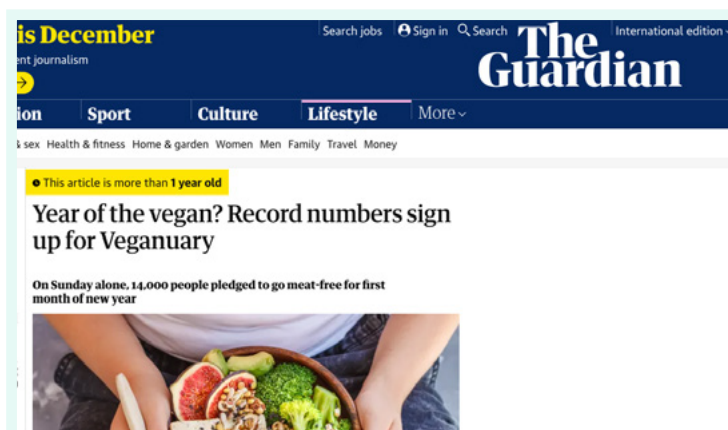 is December
ent journalism
Search jobs
Sign in
Search
The
Guardian
International edition
ion
Sport
Culture
Lifestyle
More
& sex
Health & fitness
Home & garden
Women
Men
Family
Travel
Money
This article is more than 1 year old
Year of the vegan? Record numbers sign
up for Veganuary
On Sunday alone, 14,000 people pledged to go meat-free for first
month of new year